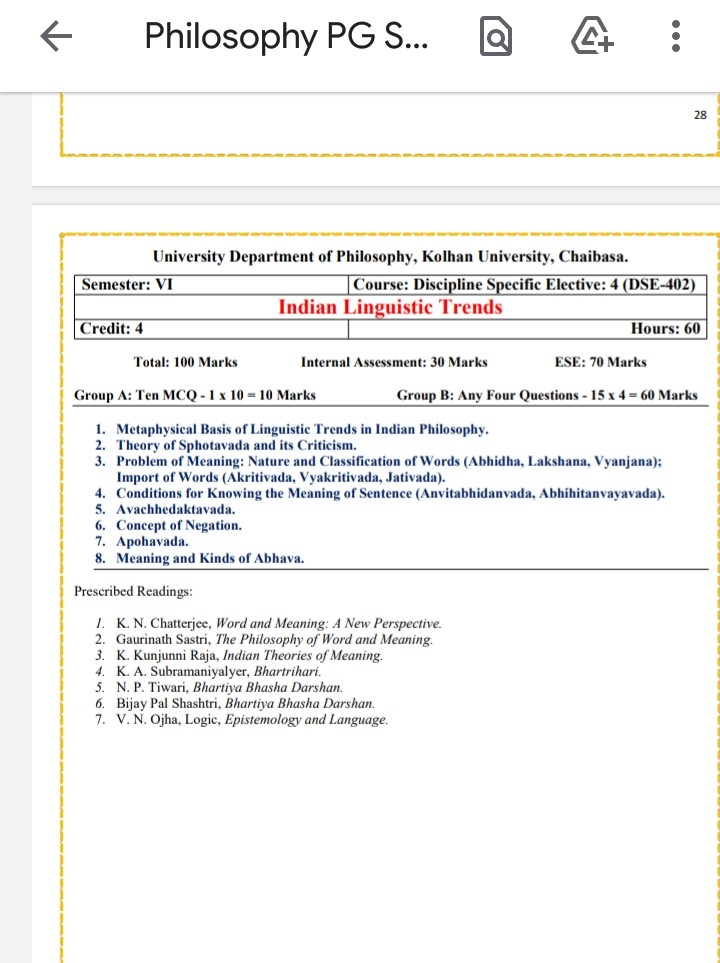 Philosophy PG S...
28
University Department of Philosophy, Kolhan University, Chaibasa.
Semester: VI Course: Discipline Specific Elective: 4 (DSE-402)
Indian Linguistic Trends
Credit: 4 Hours: 60
Total: 100 Marks Internal Assessment: 30 Marks ESE: 70 Marks
Group A: Ten MCQ - 1 x 10 = 10 Marks Group B: Any Four Questions - 15 x 4 = 60 Marks
1. Metaphysical Basis of Linguistic Trends in Indian Philosophy.
2. Theory of Sphotavada and its Criticism.
3. Problem of Meaning: Nature and Classification of Words (Abhidha, Lakshana, Vyanjana);
Import of Words (Akritivada, Vyakritivada, Jativada).
4. Conditions for Knowing the Meaning of Sentence (Anvitabhidanvada, Abhihitanvayavada).
5. Avachhedaktavada.
6. Concept of Negation.
7. Apohavada.
8. Meaning and Kinds of Abhava.
Prescribed Readings:
1. K. N. Chatterjee, Word and Meaning: A New Perspective.
2. Gaurinath Sastri, The Philosophy of Word and Meaning.
3. K. Kunjunni Raja, Indian Theories of Meaning.
4. K. A. Subramaniyalyer, Bhartrihari.
5. N. P. Tiwari, Bhartiya Bhasha Darshan.
6. Bijay Pal Shashtri, Bhartiya Bhasha Darshan.
7. V. N. Ojha, Logic, Epistemology and Language.